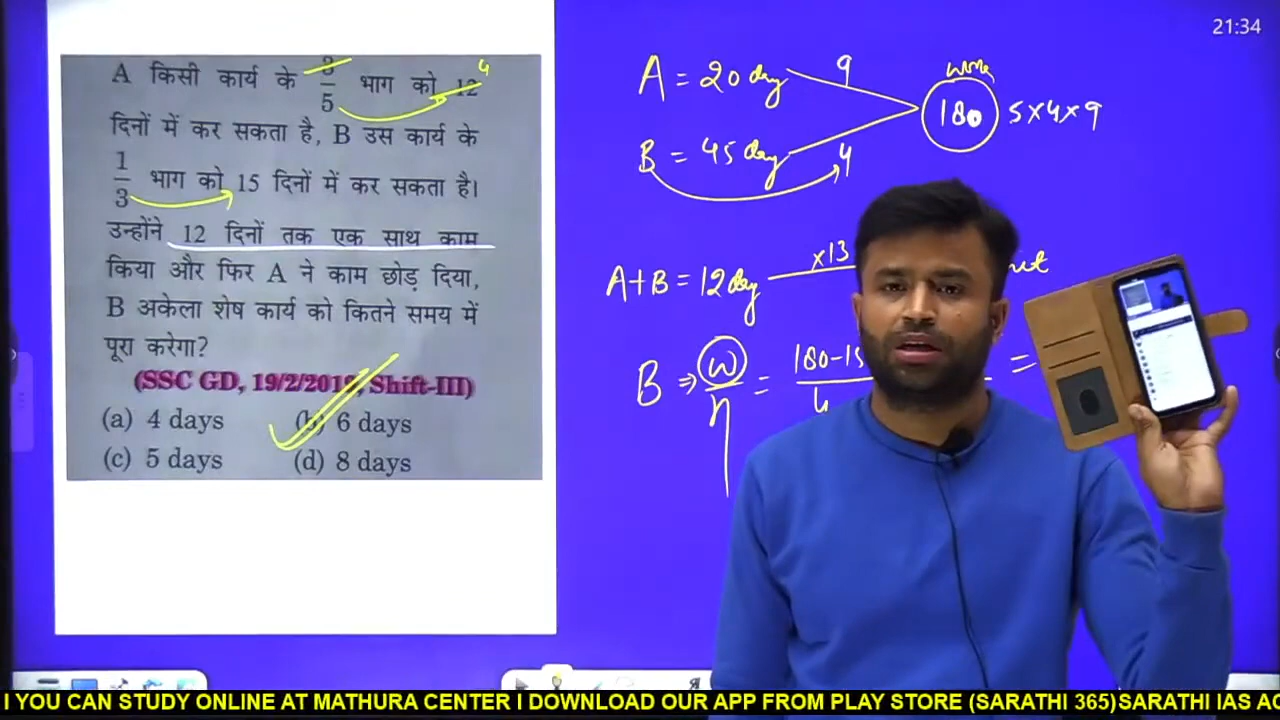 21:34
A किसी कार्य के 3/5 भाग को 12 4
दिनों में कर सकता है, B उस कार्य के
1/3 भाग को 15 दिनों में कर सकता है।
उन्होंने 12 दिनों तक एक साथ काम
किया और फिर A ने काम छोड़ दिया,
B अकेला शेष कार्य को कितने समय में
पूरा करेगा?
(SSC GD, 19/2/2019, Shift-III)
(a) 4 days (b) 6 days
(c) 5 days (d) 8 days
A = 20 day 9
work
180 5×4×9
B = 45 day 4
A+B = 12 day ×13
B ⇒ w/η = 180-15
4
=
I YOU CAN STUDY ONLINE AT MATHURA CENTER I DOWNLOAD OUR APP FROM PLAY STORE (SARATHI 365) SARATHI IAS